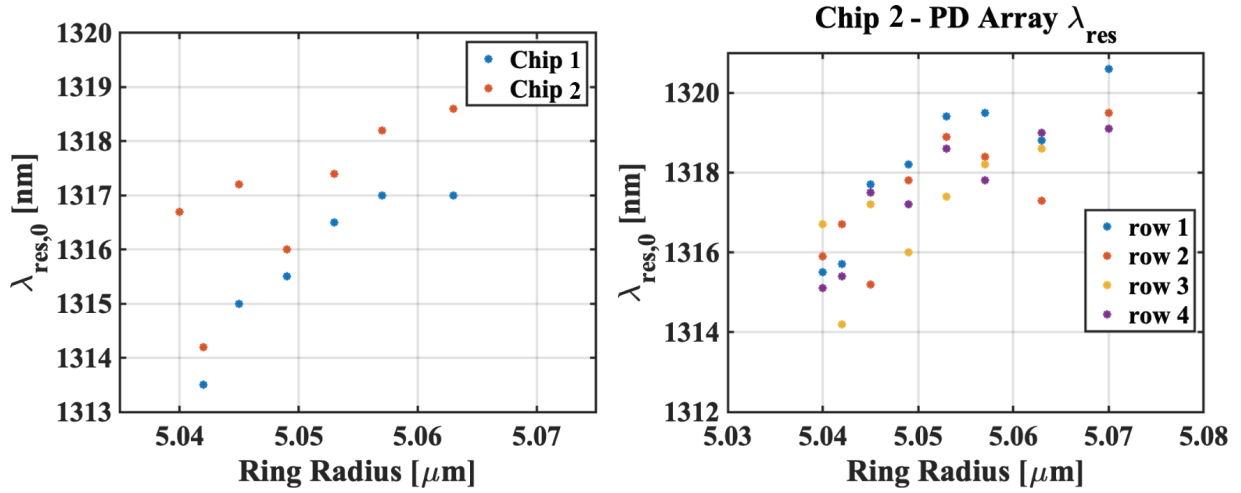 1320
1319
1318
1317
1316
1315
1314
1313
λres,0 [nm]
5.04 5.05 5.06 5.07
Ring Radius [μm]
Chip 1
Chip 2
Chip 2 - PD Array λres
1320
1318
1316
1314
1312
λres,0 [nm]
5.03 5.04 5.05 5.06 5.07 5.08
Ring Radius [μm]
row 1
row 2
row 3
row 4